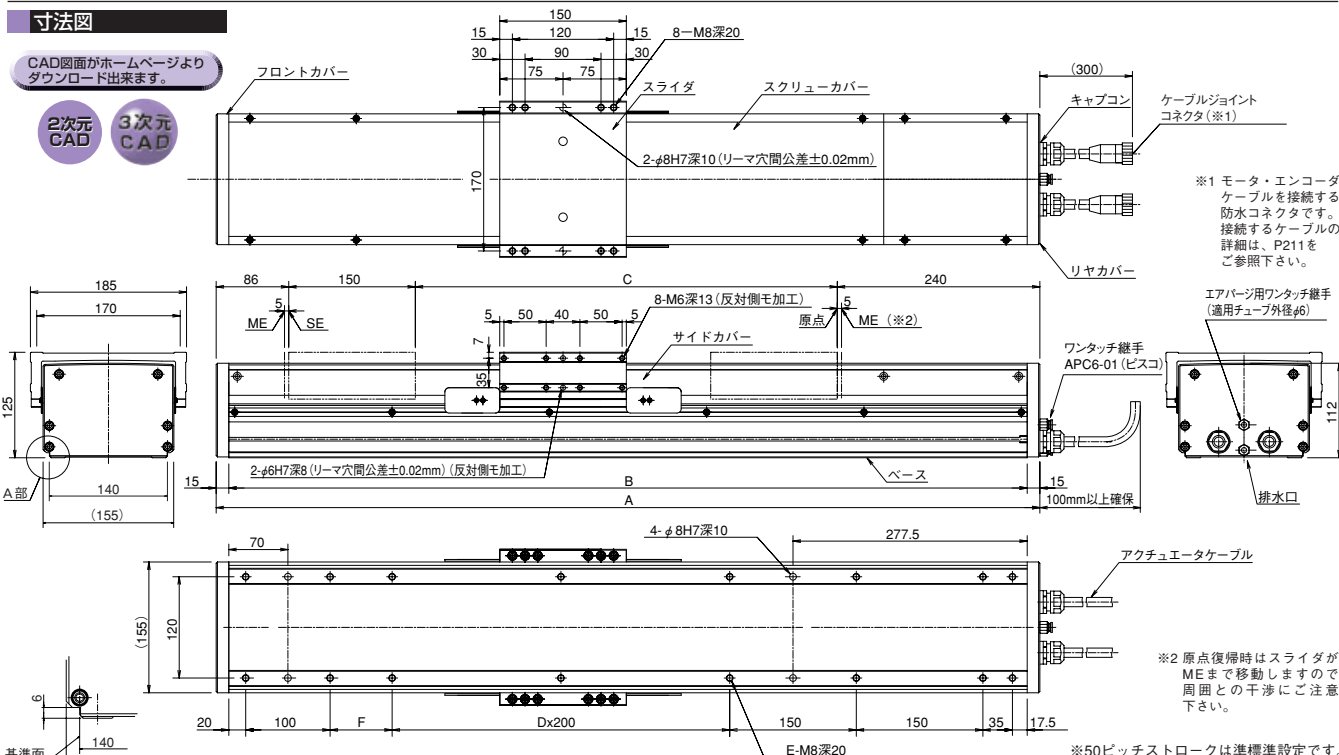 寸法図
CAD図面がホームページより
ダウンロード出来ます。
2次元
CAD
3次元
CAD
150
15
120
15
8－M8深20
30
90
30
75
75
フロントカバー
スライダ
スクリューカバー
(300)
キャプコン
ケーブルジョイント
コネクタ(※1)
2-φ8H7深10(リーマ穴間公差±0.02mm)
170
※1 モータ・エンコーダ
ケーブルを接続する
防水コネクタです。
接続するケーブルの
詳細は、P211を
ご参照下さい。
リヤカバー
86
150
C
240
185
170
5
ME
SE
5
50
40
50
5
8-M6深13(反対側モ加工)
サイドカバー
5
原点
ME (※2)
エアパージ用ワンタッチ継手
(適用チューブ外径φ6)
7
35
ワンタッチ継手
APC6-01(ピスコ)
125
112
A部
140
(155)
2-φ6H7深8(リーマ穴間公差±0.02mm)(反対側モ加工)
ベース
15
B
15
A
100mm以上確保
排水口
70
4-φ8H7深10
277.5
アクチュエータケーブル
(155)
120
※2 原点復帰時はスライダが
MEまで移動しますので
周囲との干渉にご注意
下さい。
6
20
100
F
Dx200
150
150
35
17.5
基準面
140
E-M8深20
※50ピッチストロークは準標準設定です。